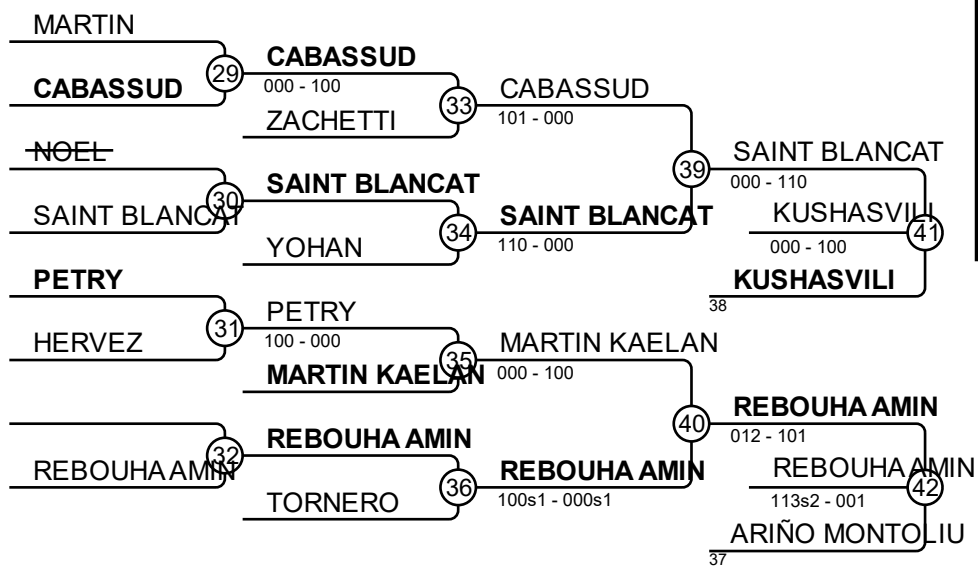 MARTIN
29
CABASSUD
CABASSUD
000 - 100
33
ZACHETTI
CABASSUD
101 - 000
NOEL
30
SAINT BLANCAT
SAINT BLANCAT
34
YOHAN
SAINT BLANCAT
110 - 000
39
SAINT BLANCAT
000 - 110
KUSHASVILI
000 - 100
41
KUSHASVILI
38
PETRY
31
HERVEZ
PETRY
100 - 000
35
MARTIN KAELAN
MARTIN KAELAN
000 - 100
32
REBOUHA AMIN
REBOUHA AMIN
36
TORNERO
REBOUHA AMIN
100s1 - 000s1
40
REBOUHA AMIN
012 - 101
REBOUHA AMIN
113s2 - 001
42
ARIÑO MONTOLIU
37